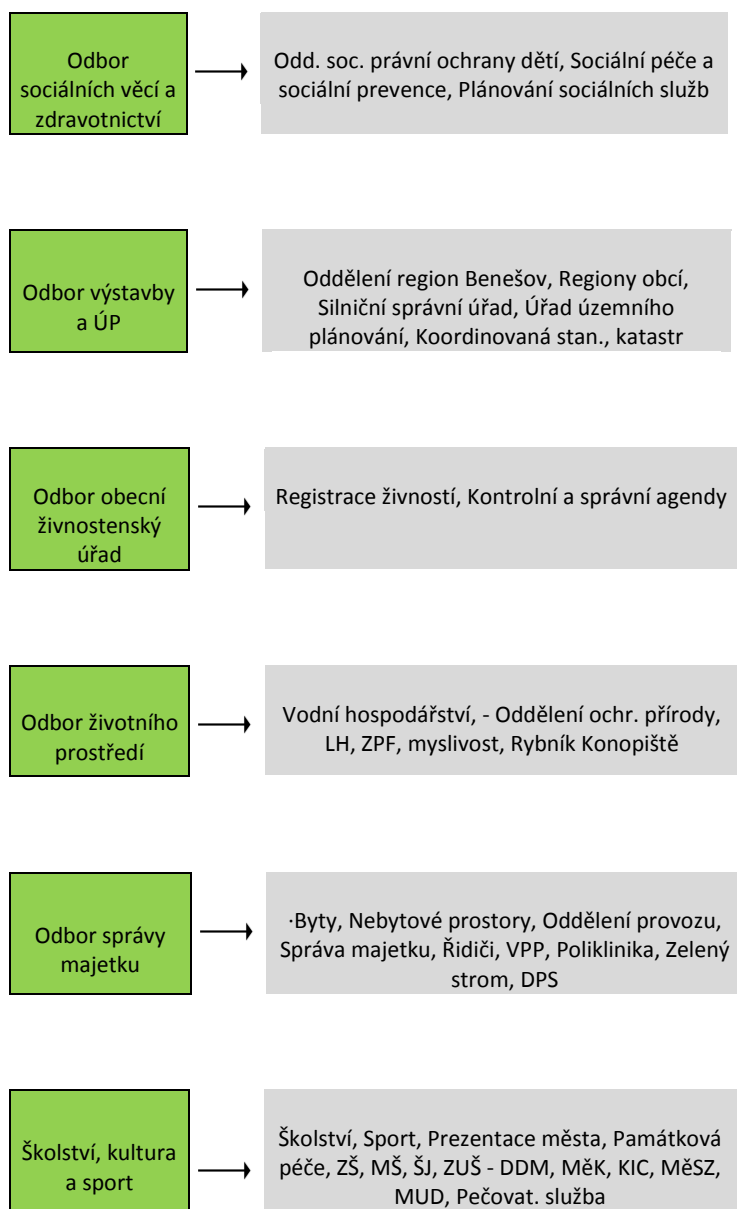 Odbor
sociálních věcí a
zdravotnictví
Odd. soc. právní ochrany dětí, Sociální péče a
sociální prevence, Plánování sociálních služb
Odbor výstavby
a ÚP
Oddělení region Benešov, Regiony obcí,
Silniční správní úřad, Úřad územního
plánování, Koordinovaná stan., katastr
Odbor obecní
živnostenský
úřad
Registrace živností, Kontrolní a správní agendy
Odbor životního
prostředí
Vodní hospodářství, - Oddělení ochr. přírody,
LH, ZPF, myslivost, Rybník Konopiště
Odbor správy
majetku
·Byty, Nebytové prostory, Oddělení provozu,
Správa majetku, Řidiči, VPP, Poliklinika, Zelený
strom, DPS
Školství, kultura
a sport
Školství, Sport, Prezentace města, Památková
péče, ZŠ, MŠ, ŠJ, ZUŠ - DDM, MěK, KIC, MěSZ,
MUD, Pečovat. služba